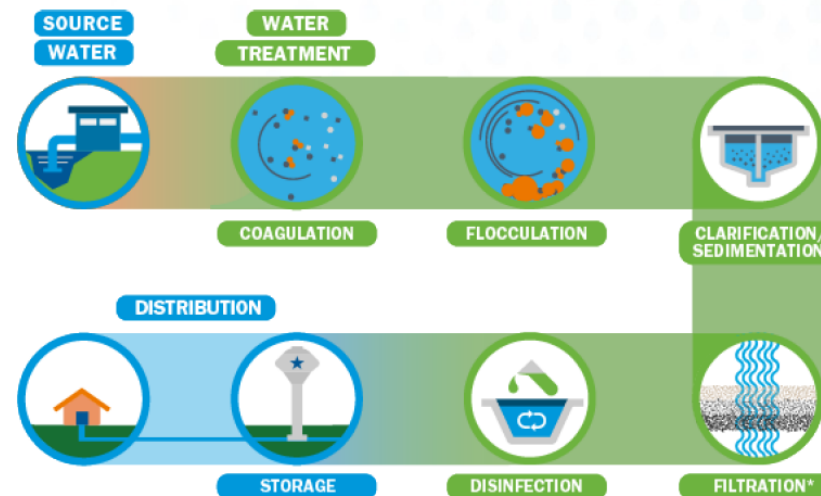 SOURCE
WATER
WATER
TREATMENT
COAGULATION
FLOCCULATION
CLARIFICATION/
SEDIMENTATION
DISTRIBUTION
STORAGE
DISINFECTION
FILTRATION*